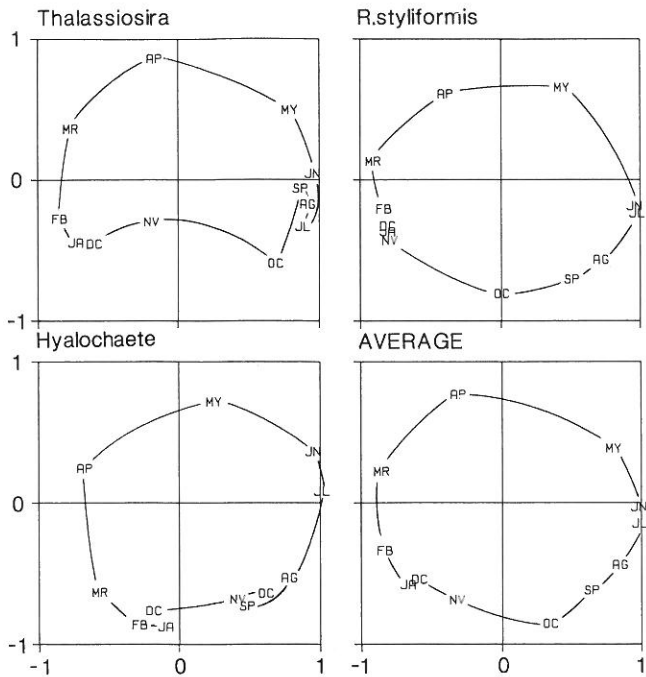 Thalassiosira
1
AP
MY
MR
JN
0
SP
AG
FB
NV
JL
JA
DC
OC
-1
R.styliformis
AP
MY
MR
JN
FB
JL
DC
JA
NV
AG
SP
OC
Hyalochaete
1
MY
JN
AP
JL
0
AG
MR
OC
NV
SP
DC
FB
JA
-1
-1
0
1
AVERAGE
AP
MY
MR
JN
JL
FB
AG
DC
JA
SP
NV
OC
-1
0
1